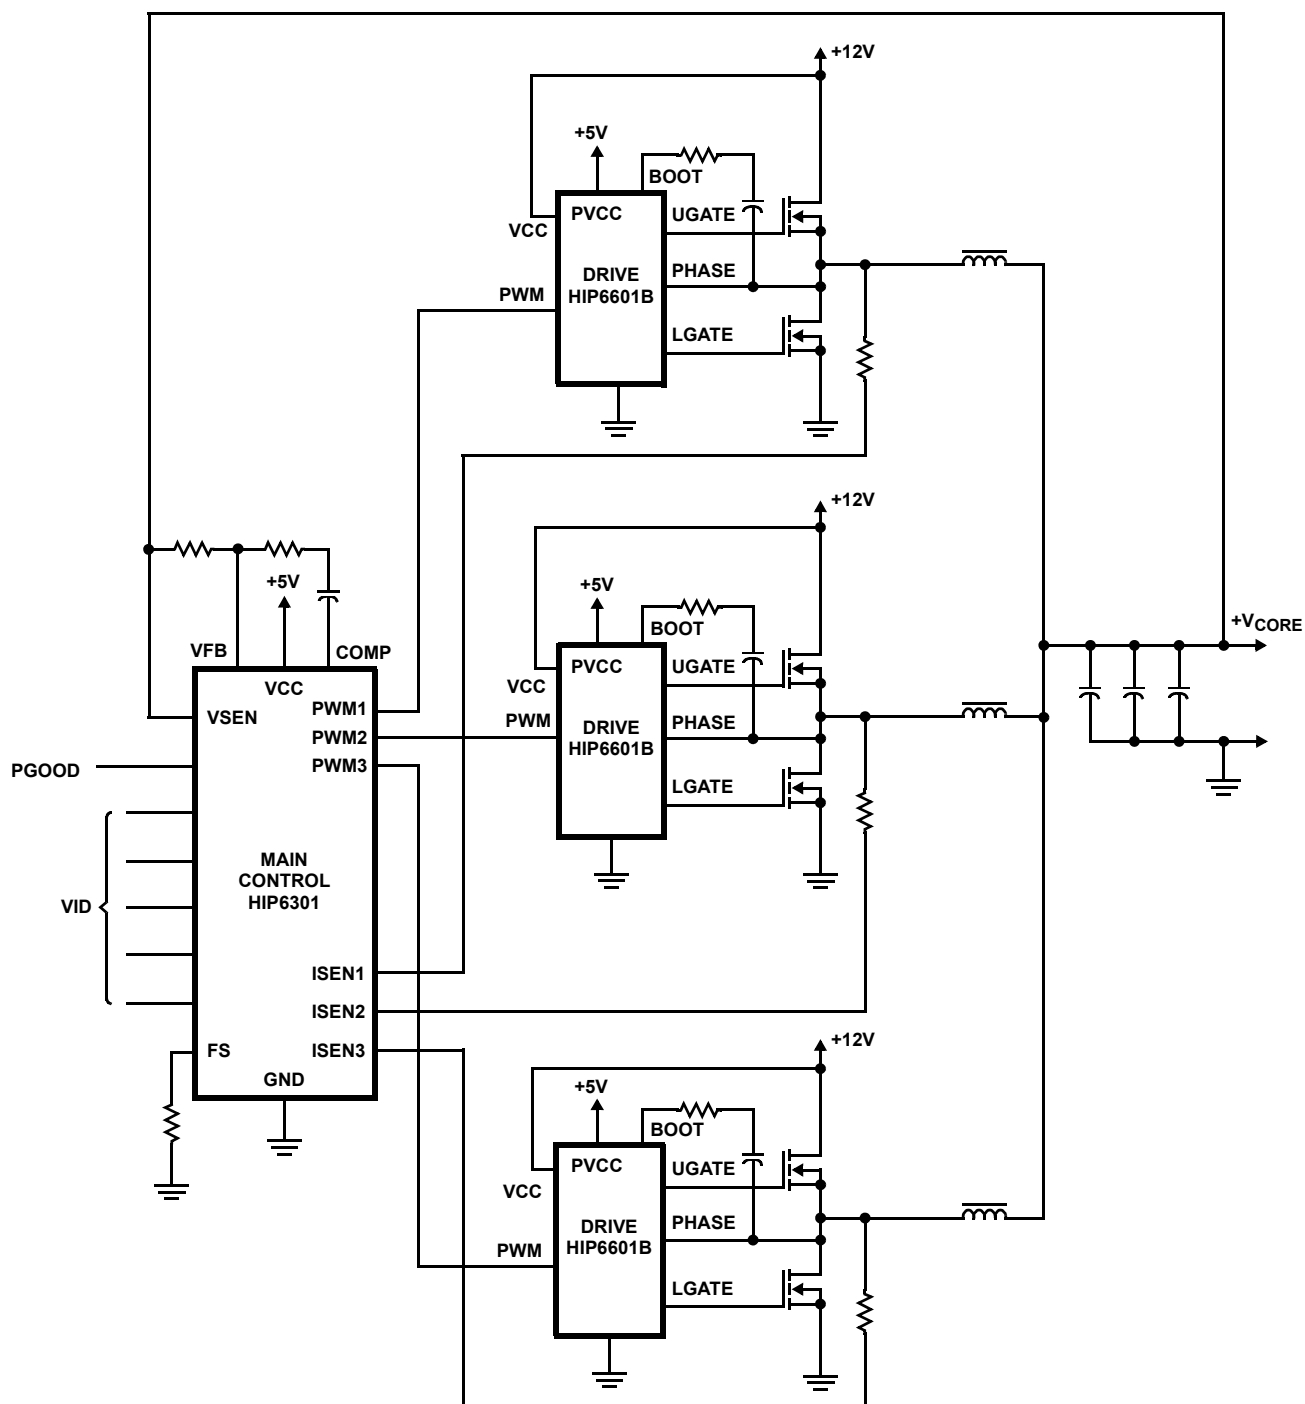 +12V
+5V
BOOT
PVCC
UGATE
VCC
DRIVE
HIP6601B
PHASE
PWM
LGATE
+12V
+5V
BOOT
PVCC
UGATE
VCC
PWM
DRIVE
HIP6601B
PHASE
LGATE
+5V
VFB
COMP
VCC
VSEN
PWM1
PWM2
PWM3
PGOOD
VID
MAIN
CONTROL
HIP6301
ISEN1
ISEN2
FS
ISEN3
GND
+VCORE
+12V
+5V
BOOT
PVCC
UGATE
VCC
DRIVE
HIP6601B
PHASE
PWM
LGATE